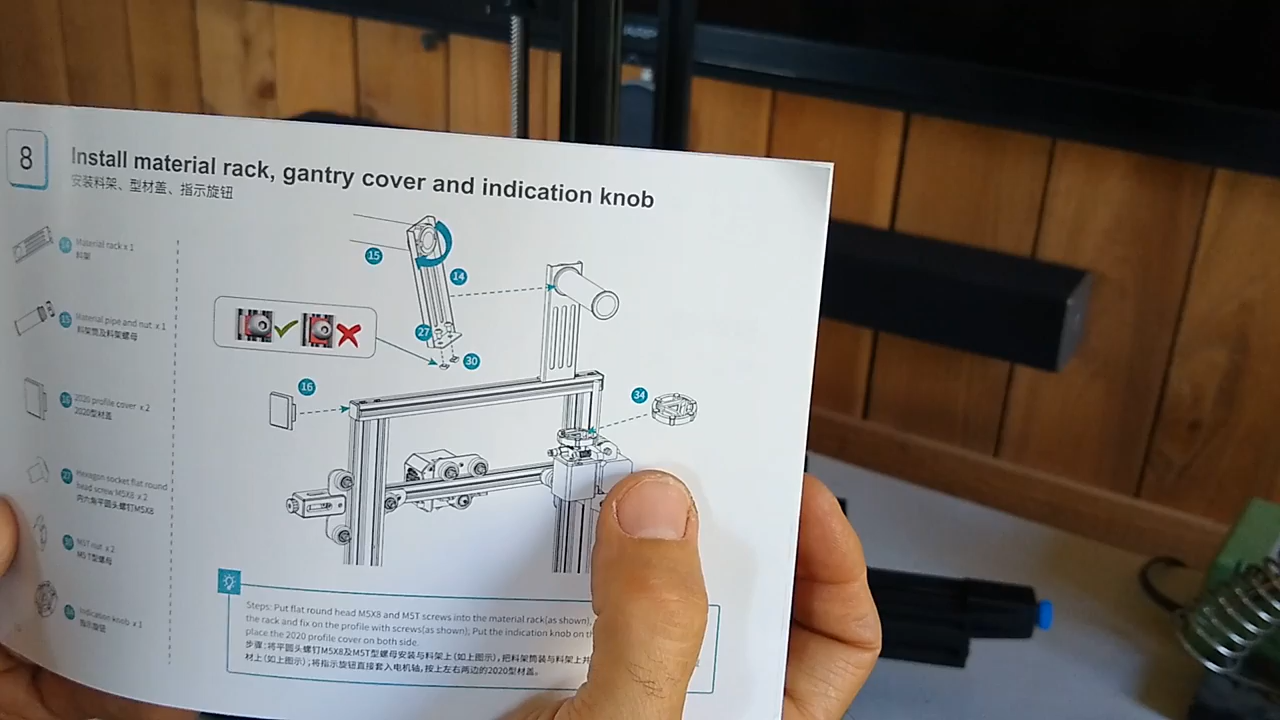 8
Install material rack, gantry cover and indication knob
安装料架、型材盖、指示旋钮
14 Material rack x 1
料架
15 Material pipe and nut x 1
料架筒及料架螺母
16 2020 profile cover x 2
2020型材盖
27 Hexagon socket flat round
head screw M5X8 x 2
内六角平圆头螺钉M5X8
30 M5T nut x 2
M5 T型螺母
Indication knob x 1
指示旋钮
15
14
27
30
16
34
Steps: Put flat round head M5X8 and M5T screws into the material rack(as shown),
the rack and fix on the profile with screws(as shown); Put the indication knob on
place the 2020 profile cover on both side.
步骤:将平圆头螺钉M5X8及M5T型螺母安装与料架上(如上图示),把料架筒装与料架上并
材上(如上图示);将指示旋钮直接套入电机轴,按上左右两边的2020型材盖。